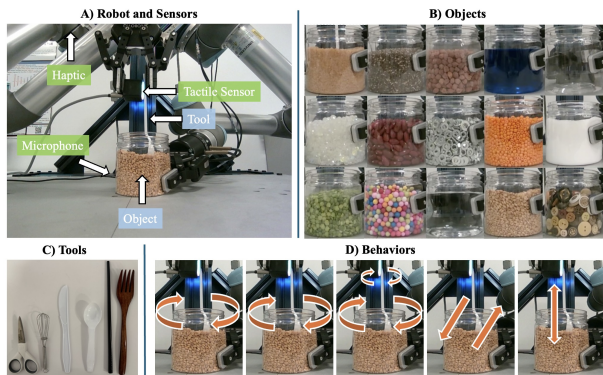 A) Robot and Sensors
Haptic
Tactile Sensor
Tool
Microphone
Object
B) Objects
C) Tools
D) Behaviors